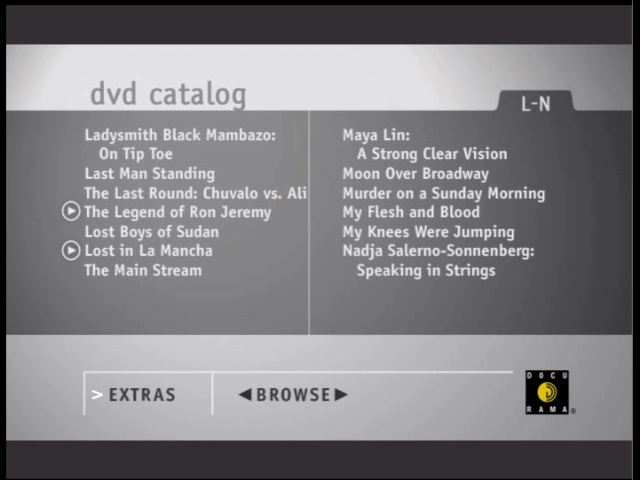 dvd catalog
L-N
Ladysmith Black Mambazo:
On Tip Toe
Last Man Standing
The Last Round: Chuvalo vs. Ali
The Legend of Ron Jeremy
Lost Boys of Sudan
Lost in La Mancha
The Main Stream
Maya Lin:
A Strong Clear Vision
Moon Over Broadway
Murder on a Sunday Morning
My Flesh and Blood
My Knees Were Jumping
Nadja Salerno-Sonnenberg:
Speaking in Strings
> EXTRAS
◀BROWSE▶
DOCU
RAMA®